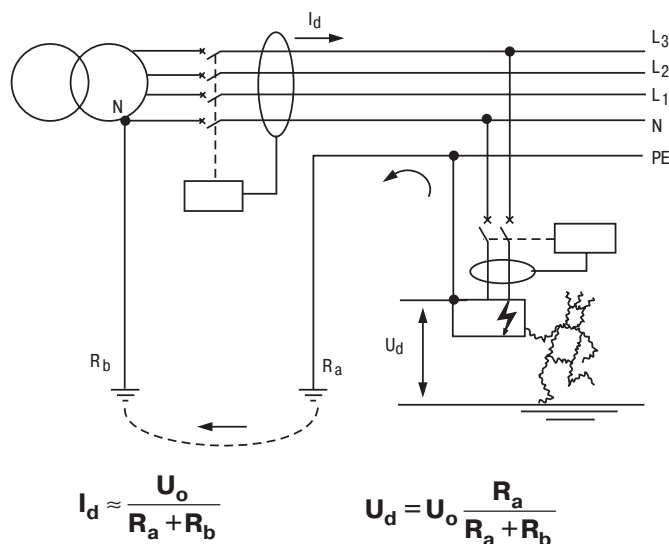 I_d
L_3
L_2
L_1
N
N
PE
U_d
R_b
R_a
I_d ≈ U_o / (R_a + R_b)
U_d = U_o R_a / (R_a + R_b)